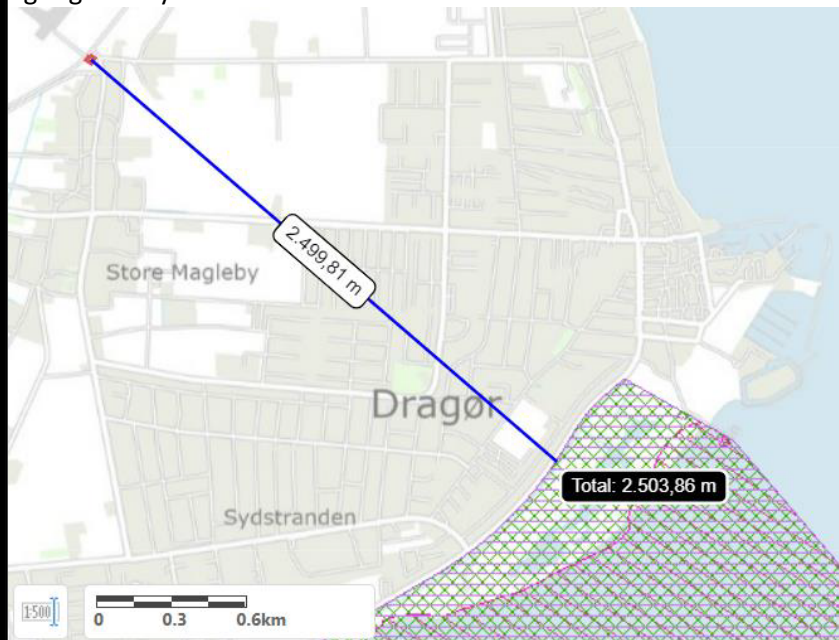 2.499,81 m
Store Magleby
Dragør
Total: 2.503,86 m
Sydstranden
1:500
0 0.3 0.6km